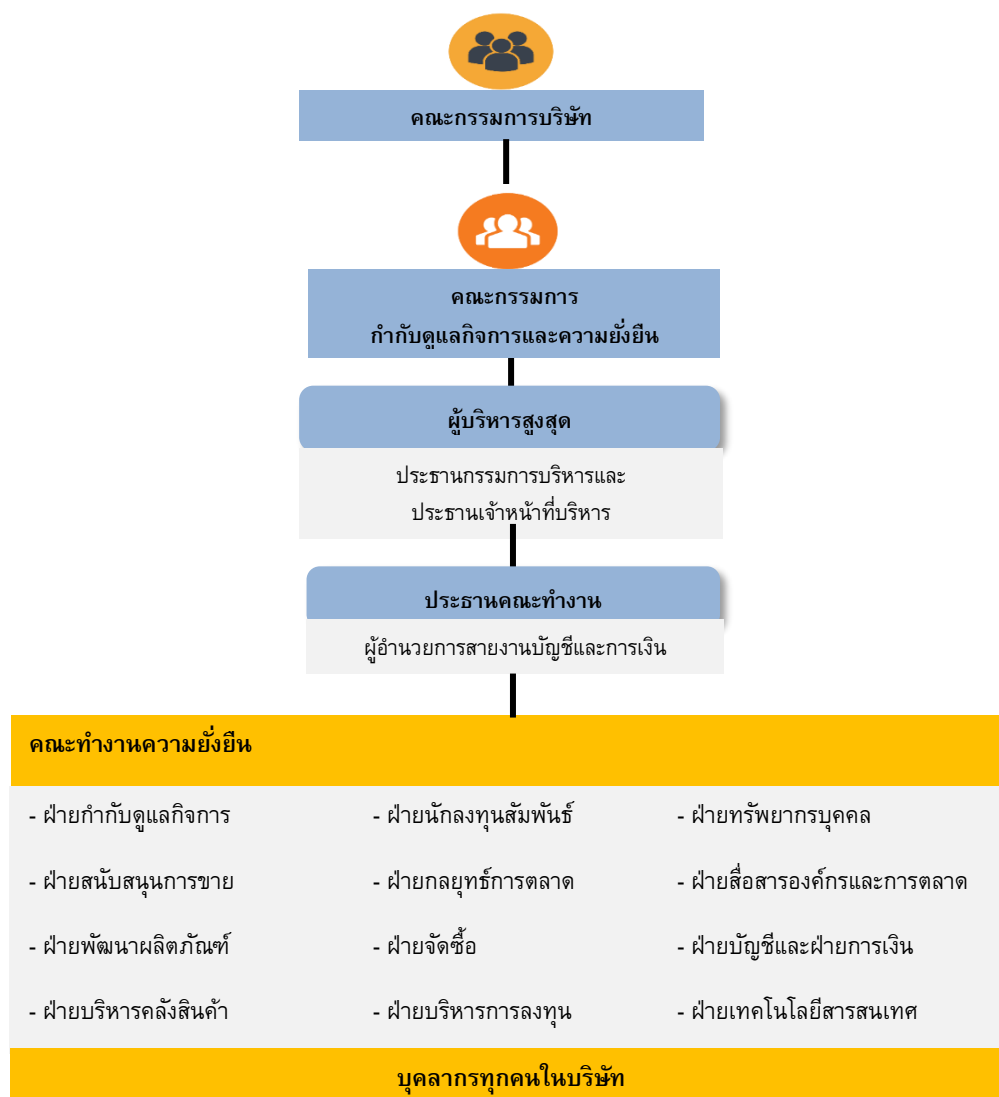 คณะกรรมการบริษัท
คณะกรรมการ
กำกับดูแลกิจการและความยั่งยืน
ผู้บริหารสูงสุด
ประธานกรรมการบริหารและ
ประธานเจ้าหน้าที่บริหาร
ประธานคณะทำงาน
ผู้อำนวยการสายงานบัญชีและการเงิน
คณะทำงานความยั่งยืน
- ฝ่ายกำกับดูแลกิจการ - ฝ่ายนักลงทุนสัมพันธ์ - ฝ่ายทรัพยากรบุคคล
- ฝ่ายสนับสนุนการขาย - ฝ่ายกลยุทธ์การตลาด - ฝ่ายสื่อสารองค์กรและการตลาด
- ฝ่ายพัฒนาผลิตภัณฑ์ - ฝ่ายจัดซื้อ - ฝ่ายบัญชีและฝ่ายการเงิน
- ฝ่ายบริหารคลังสินค้า - ฝ่ายบริหารการลงทุน - ฝ่ายเทคโนโลยีสารสนเทศ
บุคลากรทุกคนในบริษัท